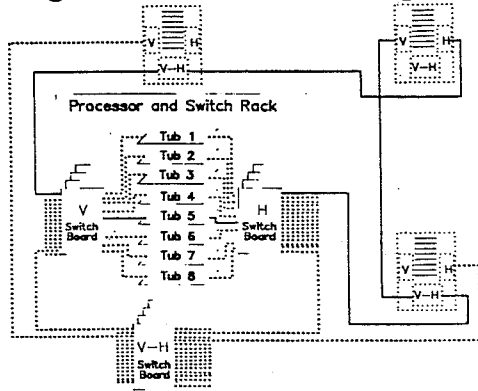 V H
V-H
V H
V-H
Processor and Switch Rack
Tub 1
Tub 2
Tub 3
Tub 4
Tub 5
Tub 6
Tub 7
Tub 8
V
Switch
Board
H
Switch
Board
V H
V-H
V-H
Switch
Board